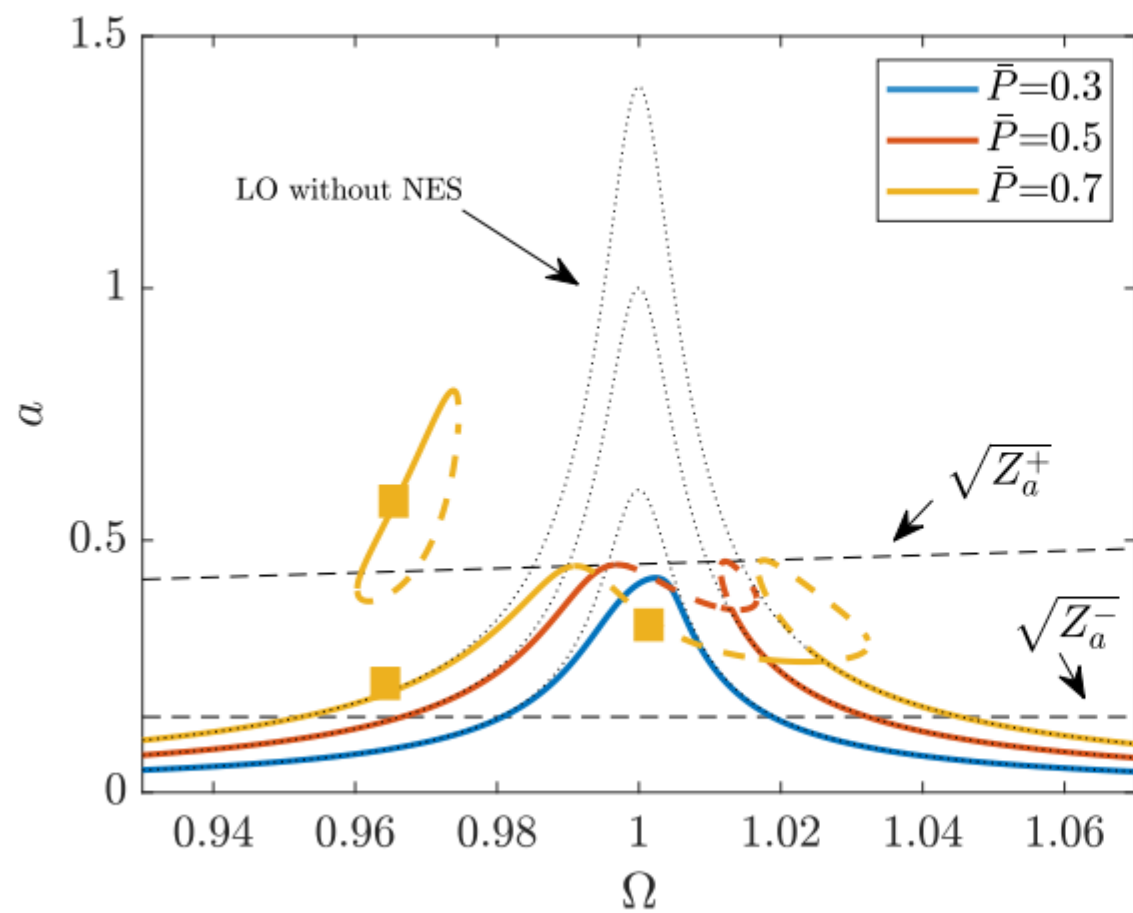 1.5
P̄=0.3
P̄=0.5
P̄=0.7
LO without NES
1
a
√Z_a^+
0.5
√Z_a^-
0
0.94 0.96 0.98 1 1.02 1.04 1.06
Ω